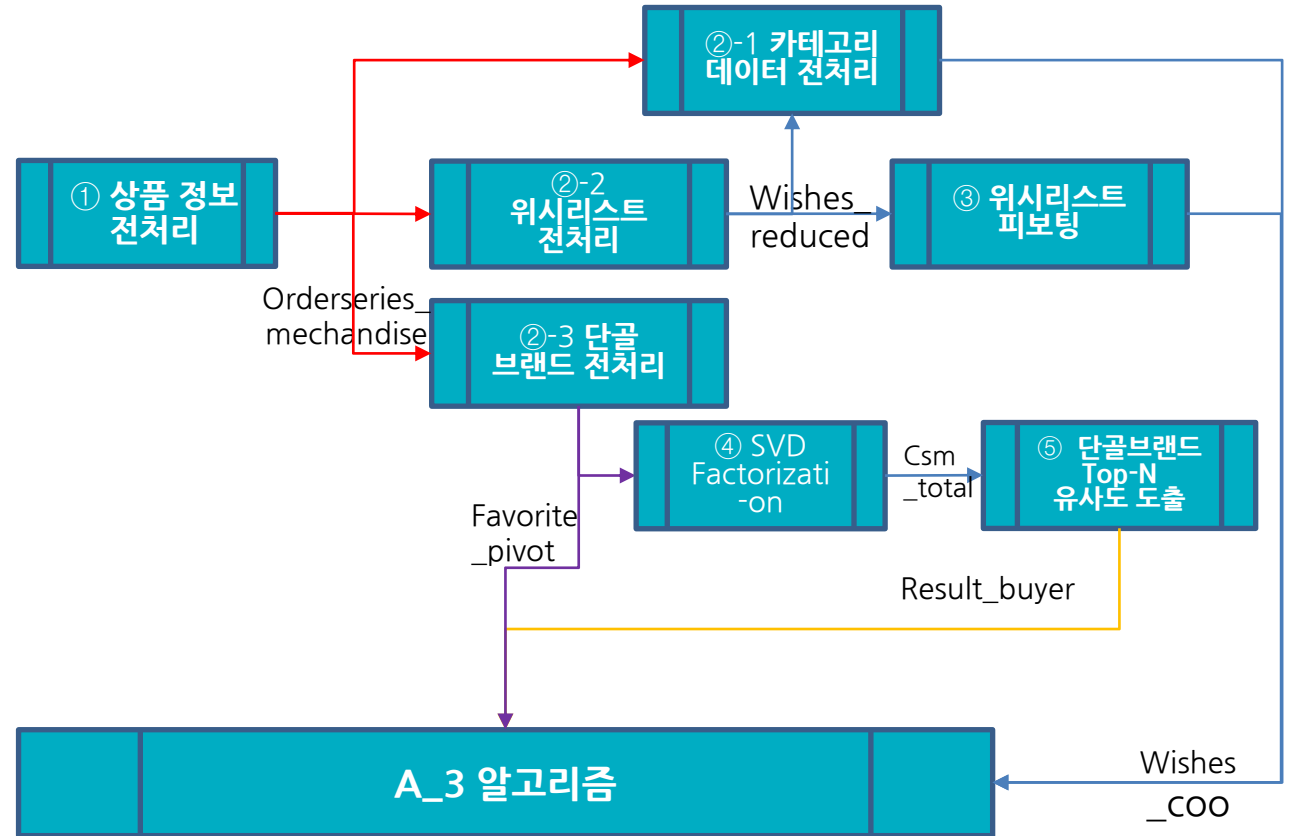 ②-1 카테고리
데이터 전처리
① 상품 정보
전처리
②-2
위시리스트
전처리
Wishes_
reduced
③ 위시리스트
피보팅
Orderseries_
mechandise
②-3 단골
브랜드 전처리
④ SVD
Factorizati
-on
Csm
_total
⑤ 단골브랜드
Top-N
유사도 도출
Favorite
_pivot
Result_buyer
A_3 알고리즘
Wishes
_coo